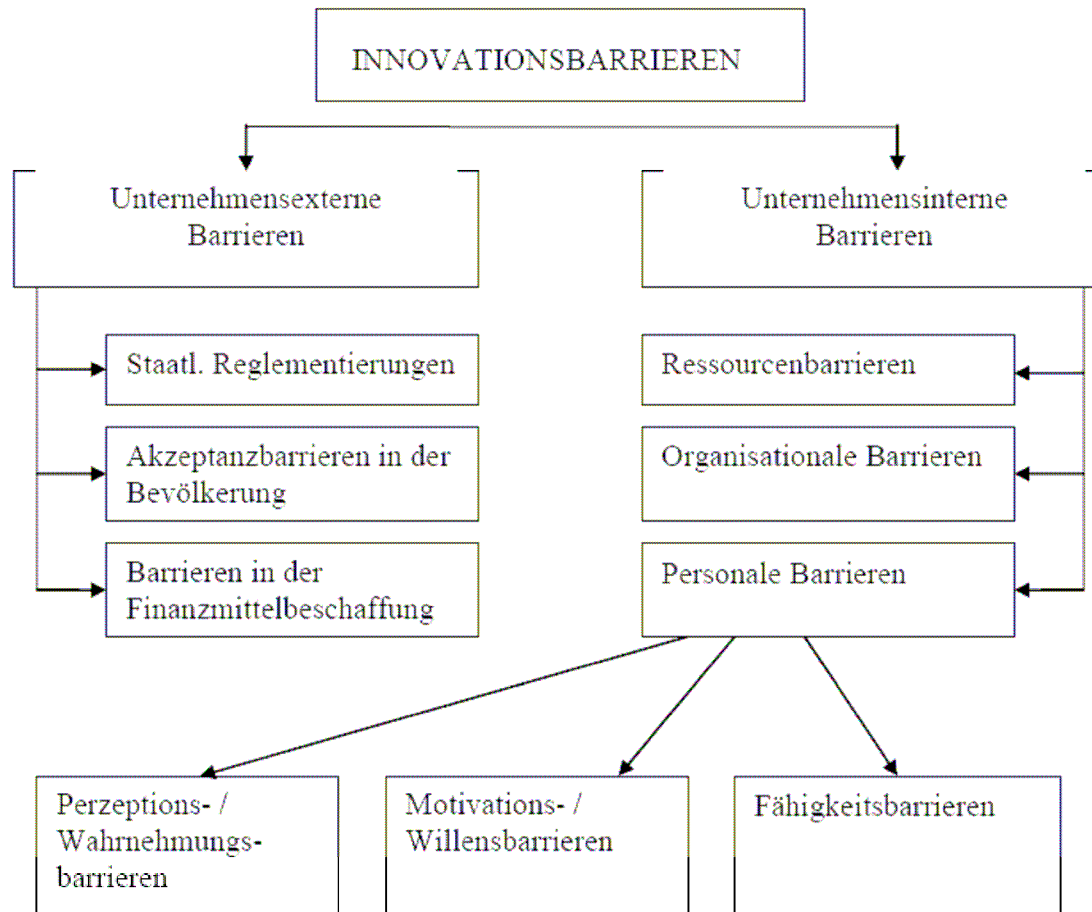 INNOVATIONSBARRIEREN
Unternehmensexterne
Barrieren
Unternehmensinterne
Barrieren
Staatl. Reglementierungen
Akzeptanzbarrieren in der
Bevölkerung
Barrieren in der
Finanzmittelbeschaffung
Ressourcenbarrieren
Organisationale Barrieren
Personale Barrieren
Perzeptions- /
Wahrnehmungs-
barrieren
Motivations- /
Willensbarrieren
Fähigkeitsbarrieren